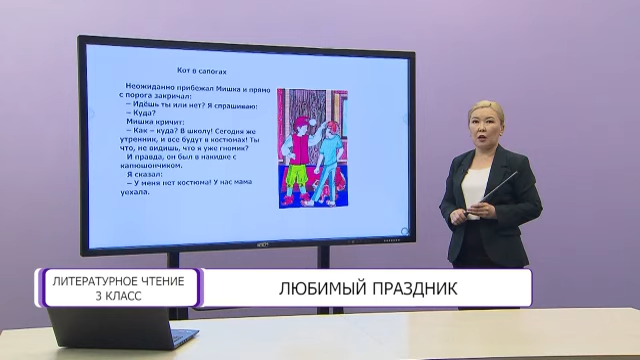 Кот в сапогах
Неожиданно прибежал Мишка и прямо
с порога закричал:
– Идёшь ты или нет? Я спрашиваю:
– Куда?
Мишка кричит:
– Как – куда? В школу! Сегодня же
утренник, и все будут в костюмах! Ты
что, не видишь, что я уже гномик?
И правда, он был в накидке с
капюшончиком.
Я сказал:
– У меня нет костюма! У нас мама
уехала.
ЛИТЕРАТУРНОЕ ЧТЕНИЕ
3 КЛАСС
ЛЮБИМЫЙ ПРАЗДНИК